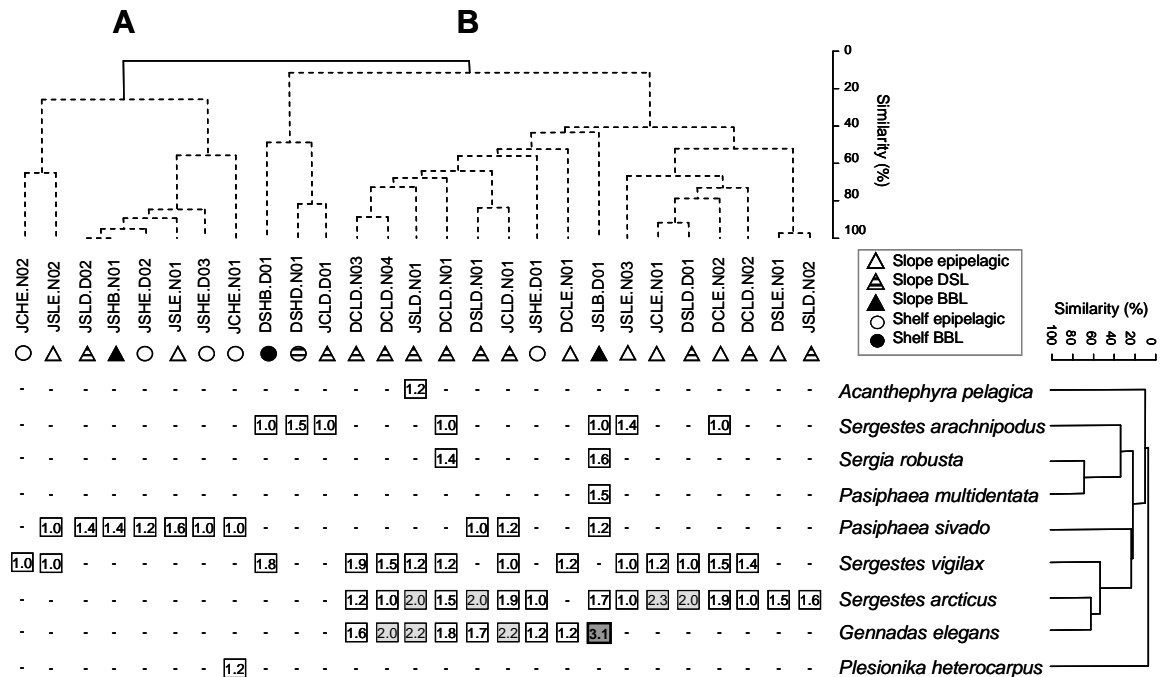 A B
0
20
40
60
80
100
Similarity (%)
JCHE.N02
JSLE.N02
JSLD.D02
JSHB.N01
JSHE.D02
JSLE.N01
JSHE.D03
JCHE.N01
DSHB.D01
DSHD.N01
JCLD.D01
DCLD.N03
DCLD.N04
JSLD.N01
DCLD.N01
DSLD.N01
JCLD.N01
JSHE.D01
DCLE.N01
JSLB.D01
JSLE.N03
JCLE.N01
DSLD.D01
DCLE.N02
DCLD.N02
DSLE.N01
JSLD.N02
Slope epipelagic
Slope DSL
Slope BBL
Shelf epipelagic
Shelf BBL
Similarity (%)
100 80 60 40 20 0
- - - - - - - - - - - - - 1.2 - - - - - - - - - - - - - Acanthephyra pelagica
- - - - - - - - 1.0 1.5 1.0 - - - 1.0 - - - - 1.0 1.4 - - 1.0 - - - Sergestes arachnipodus
- - - - - - - - - - - - - - 1.4 - - - - 1.6 - - - - - - - Sergia robusta
- - - - - - - - - - - - - - - - - - - 1.5 - - - - - - - Pasiphaea multidentata
- 1.0 1.4 1.4 1.2 1.6 1.0 1.0 - - - - - - - 1.0 1.2 - - 1.2 - - - - - - - Pasiphaea sivado
1.0 1.0 - - - - - - 1.8 - - 1.9 1.5 1.2 1.2 - 1.0 - 1.2 - 1.0 1.2 1.0 1.5 1.4 - - Sergestes vigilax
- - - - - - - - - - - 1.2 1.0 2.0 1.5 2.0 1.9 1.0 - 1.7 1.0 2.3 2.0 1.9 1.0 1.5 1.6 Sergestes arcticus
- - - - - - - - - - - 1.6 2.0 2.2 1.8 1.7 2.2 1.2 1.2 3.1 - - - - - - - Gennadas elegans
- - - - - - - 1.2 - - - - - - - - - - - - - - - - - - - Plesionika heterocarpus